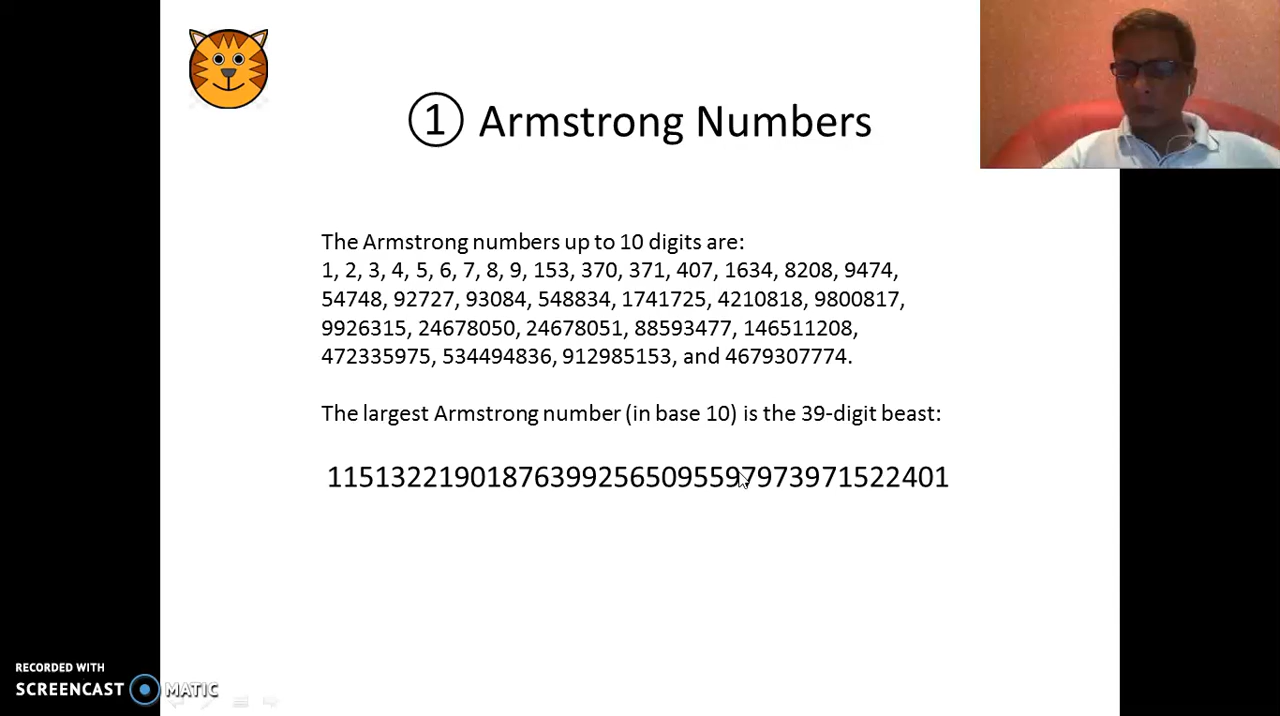 ① Armstrong Numbers
The Armstrong numbers up to 10 digits are:
1, 2, 3, 4, 5, 6, 7, 8, 9, 153, 370, 371, 407, 1634, 8208, 9474,
54748, 92727, 93084, 548834, 1741725, 4210818, 9800817,
9926315, 24678050, 24678051, 88593477, 146511208,
472335975, 534494836, 912985153, and 4679307774.
The largest Armstrong number (in base 10) is the 39-digit beast:
115132219018763992565095597973971522401
RECORDED WITH
SCREENCAST MATIC